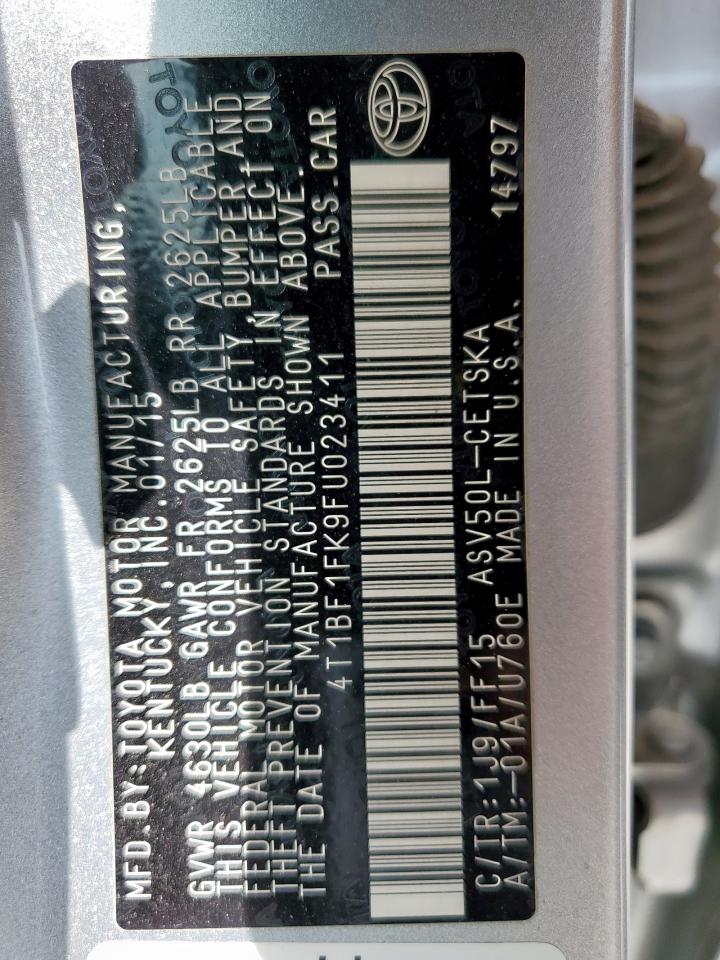 MFD.BY:TOYOTA MOTOR MANUFACTURING,
KENTUCKY,INC.01/15
GVWR 4630LB GAWR FR 2625LB RR 2625LB
THIS VEHICLE CONFORMS TO ALL APPLICABLE
FEDERAL MOTOR VEHICLE SAFETY,BUMPER AND
THEFT PREVENTION STANDARDS IN EFFECT ON
THE DATE OF MANUFACTURE SHOWN ABOVE.
4T1BF1FK9FU023411 PASS.CAR
C/TR:1J9/FF15 ASV50L-CETSKA 14797
A/TM:-01A/U760E MADE IN U.S.A.